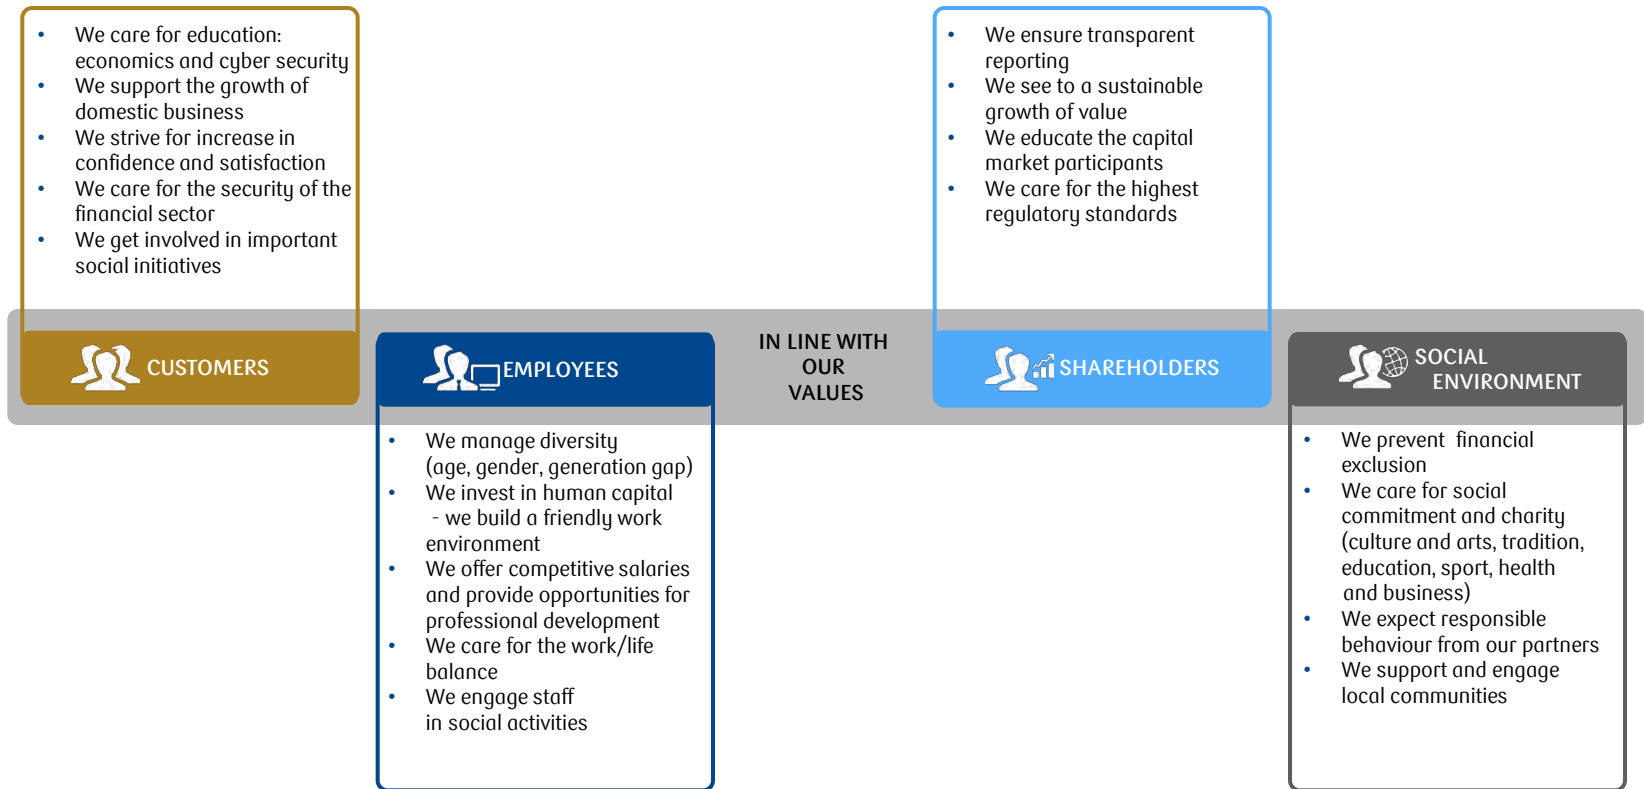 • We care for education:
economics and cyber security
• We support the growth of
domestic business
• We strive for increase in
confidence and satisfaction
• We care for the security of the
financial sector
• We get involved in important
social initiatives
CUSTOMERS
EMPLOYEES
• We manage diversity
(age, gender, generation gap)
• We invest in human capital
- we build a friendly work
environment
• We offer competitive salaries
and provide opportunities for
professional development
• We care for the work/life
balance
• We engage staff
in social activities
IN LINE WITH
OUR
VALUES
• We ensure transparent
reporting
• We see to a sustainable
growth of value
• We educate the capital
market participants
• We care for the highest
regulatory standards
SHAREHOLDERS
SOCIAL
ENVIRONMENT
• We prevent financial
exclusion
• We care for social
commitment and charity
(culture and arts, tradition,
education, sport, health
and business)
• We expect responsible
behaviour from our partners
• We support and engage
local communities